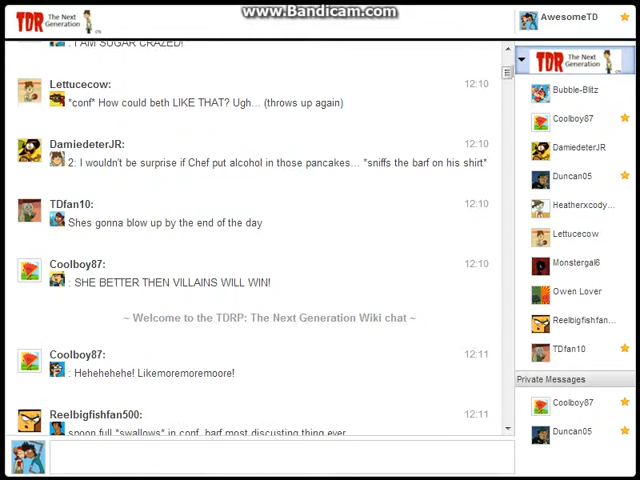 www.Bandicam.com
TDR The Next Generation
AwesomeTD
I AM SUGAR CRAZED!
Lettucecow: 12:10
*conf* How could beth LIKE THAT? Ugh... (throws up again)
DamiedeterJR: 12:10
2: I wouldn't be surprise if Chef put alcohol in those pancakes... *sniffs the barf on his shirt*
TDfan10: 12:10
Shes gonna blow up by the end of the day
Coolboy87: 12:10
: SHE BETTER THEN VILLAINS WILL WIN!
~ Welcome to the TDRP: The Next Generation Wiki chat ~
Coolboy87: 12:11
: Hehehehehe! Likemoremoremoore!
Reelbigfishfan500: 12:11
spoon full *swallows* in conf barf most discusting thing ever
TDR The Next Generation
Bubble-Blitz
Coolboy87
DamiedeterJR
Duncan05
Heatherxcody...
Lettucecow
Monstergal6
Owen Lover
Reelbigfishfan...
TDfan10
Private Messages
Coolboy87
Duncan05